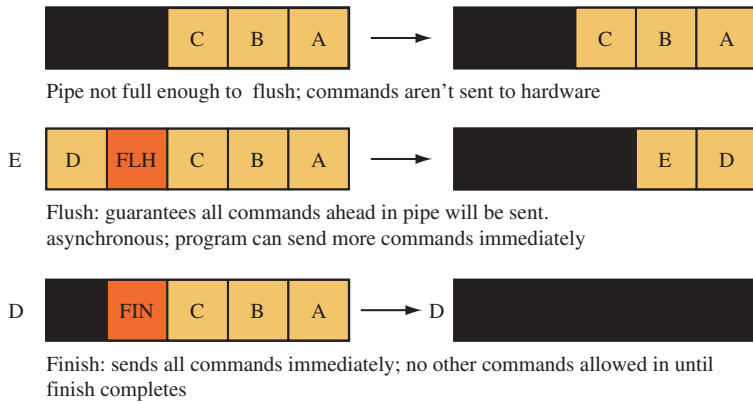 C B A C B A
Pipe not full enough to flush; commands aren't sent to hardware
E D FLH C B A E D
Flush: guarantees all commands ahead in pipe will be sent.
asynchronous; program can send more commands immediately
D FIN C B A D
Finish: sends all commands immediately; no other commands allowed in until
finish completes